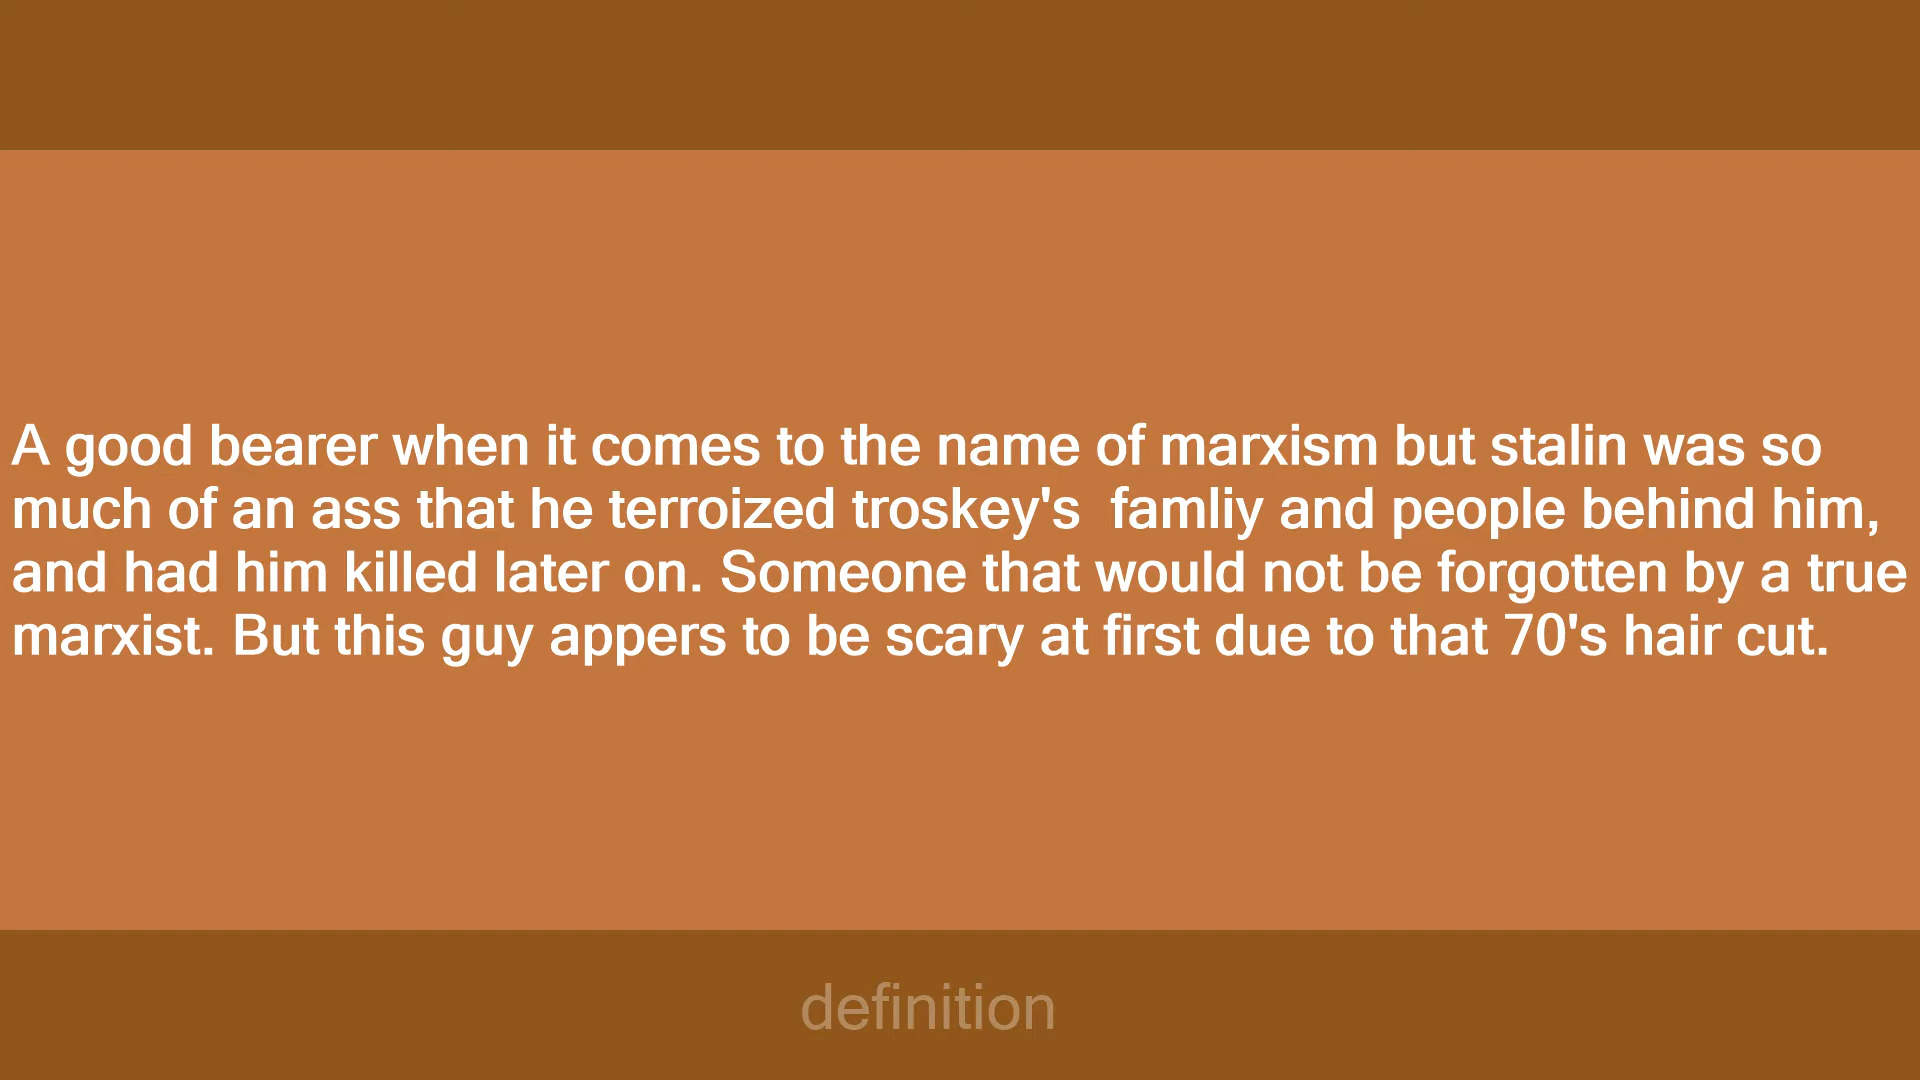 A good bearer when it comes to the name of marxism but stalin was so
much of an ass that he terroized troskey's  famliy and people behind him,
and had him killed later on. Someone that would not be forgotten by a true
marxist. But this guy appers to be scary at first due to that 70's hair cut.
definition